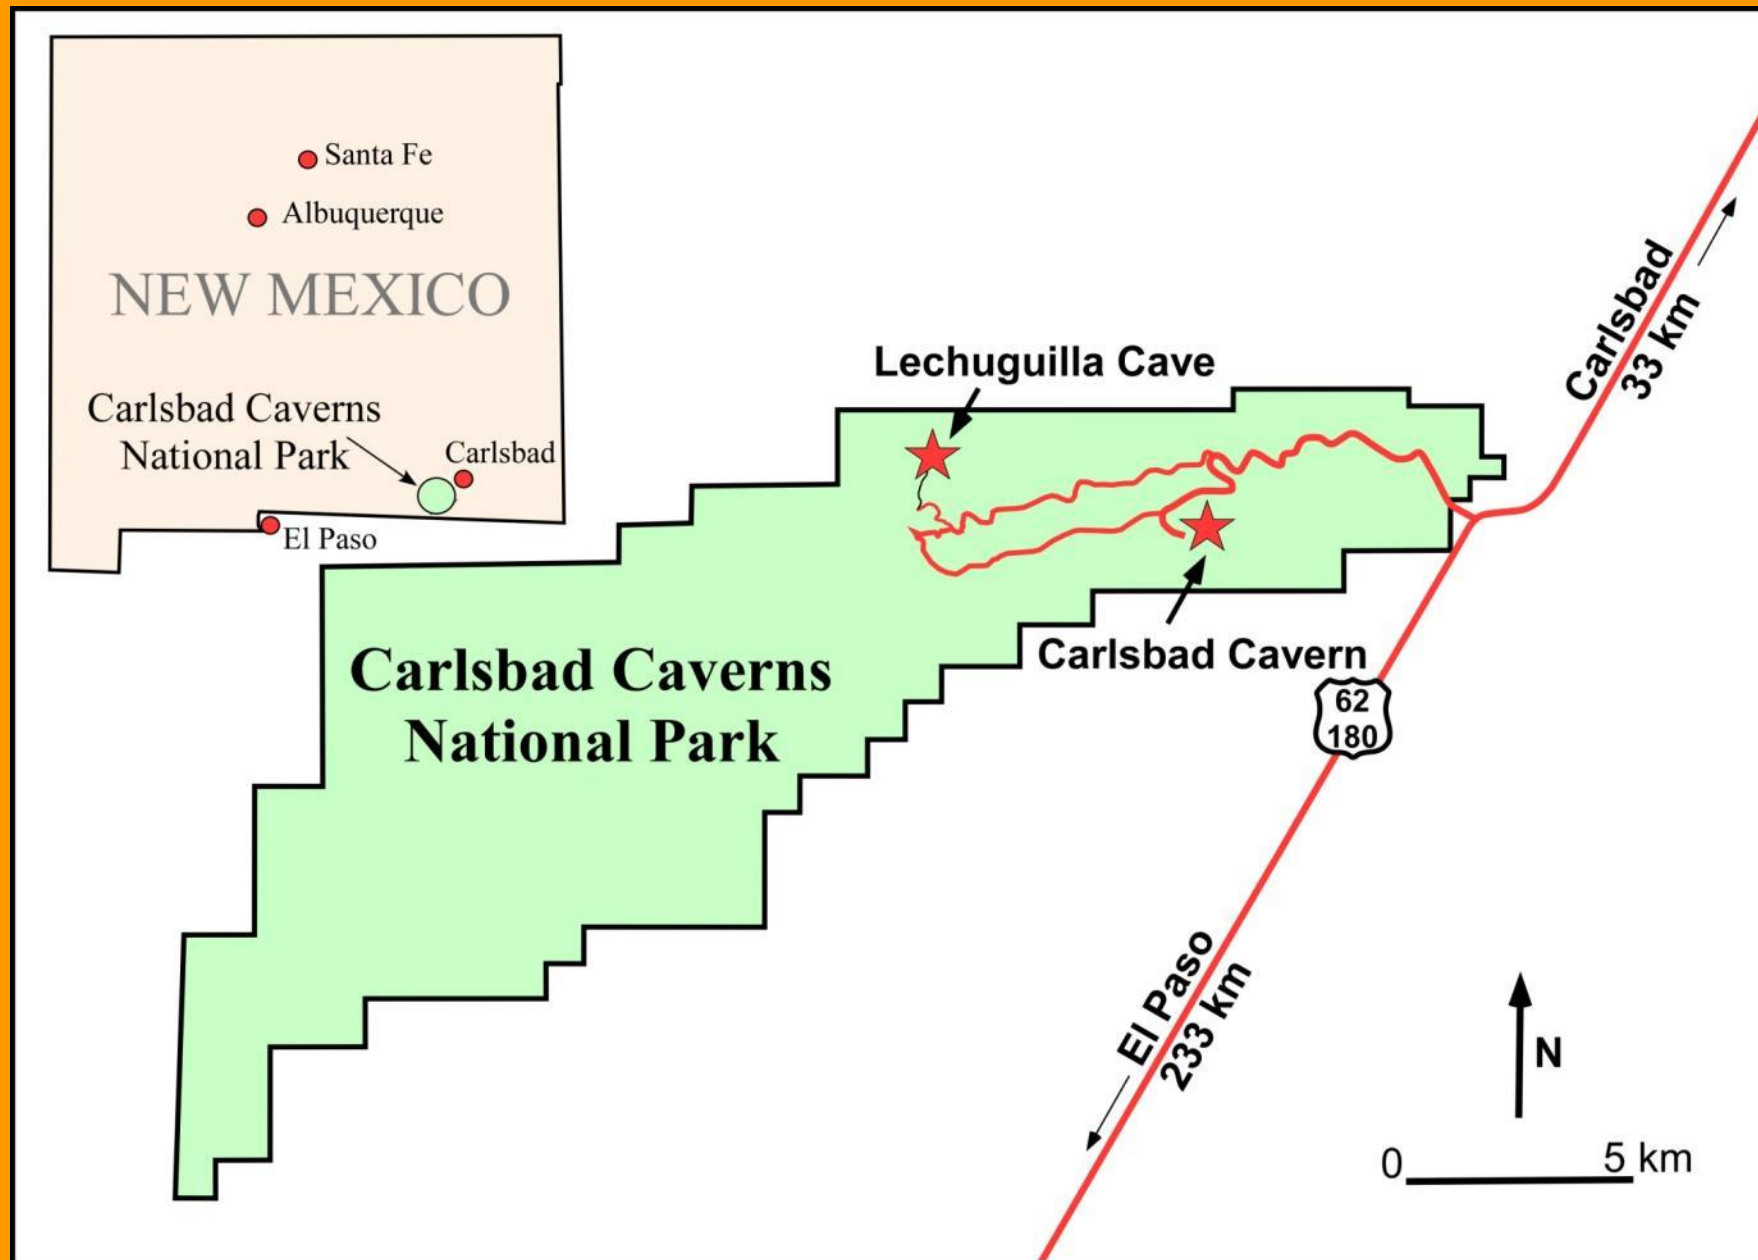 Santa Fe
Albuquerque
NEW MEXICO
Carlsbad Caverns
National Park
Carlsbad
El Paso
Lechuguilla Cave
Carlsbad
33 km
Carlsbad Caverns
National Park
Carlsbad Cavern
62
180
El Paso
233 km
N
0 5 km